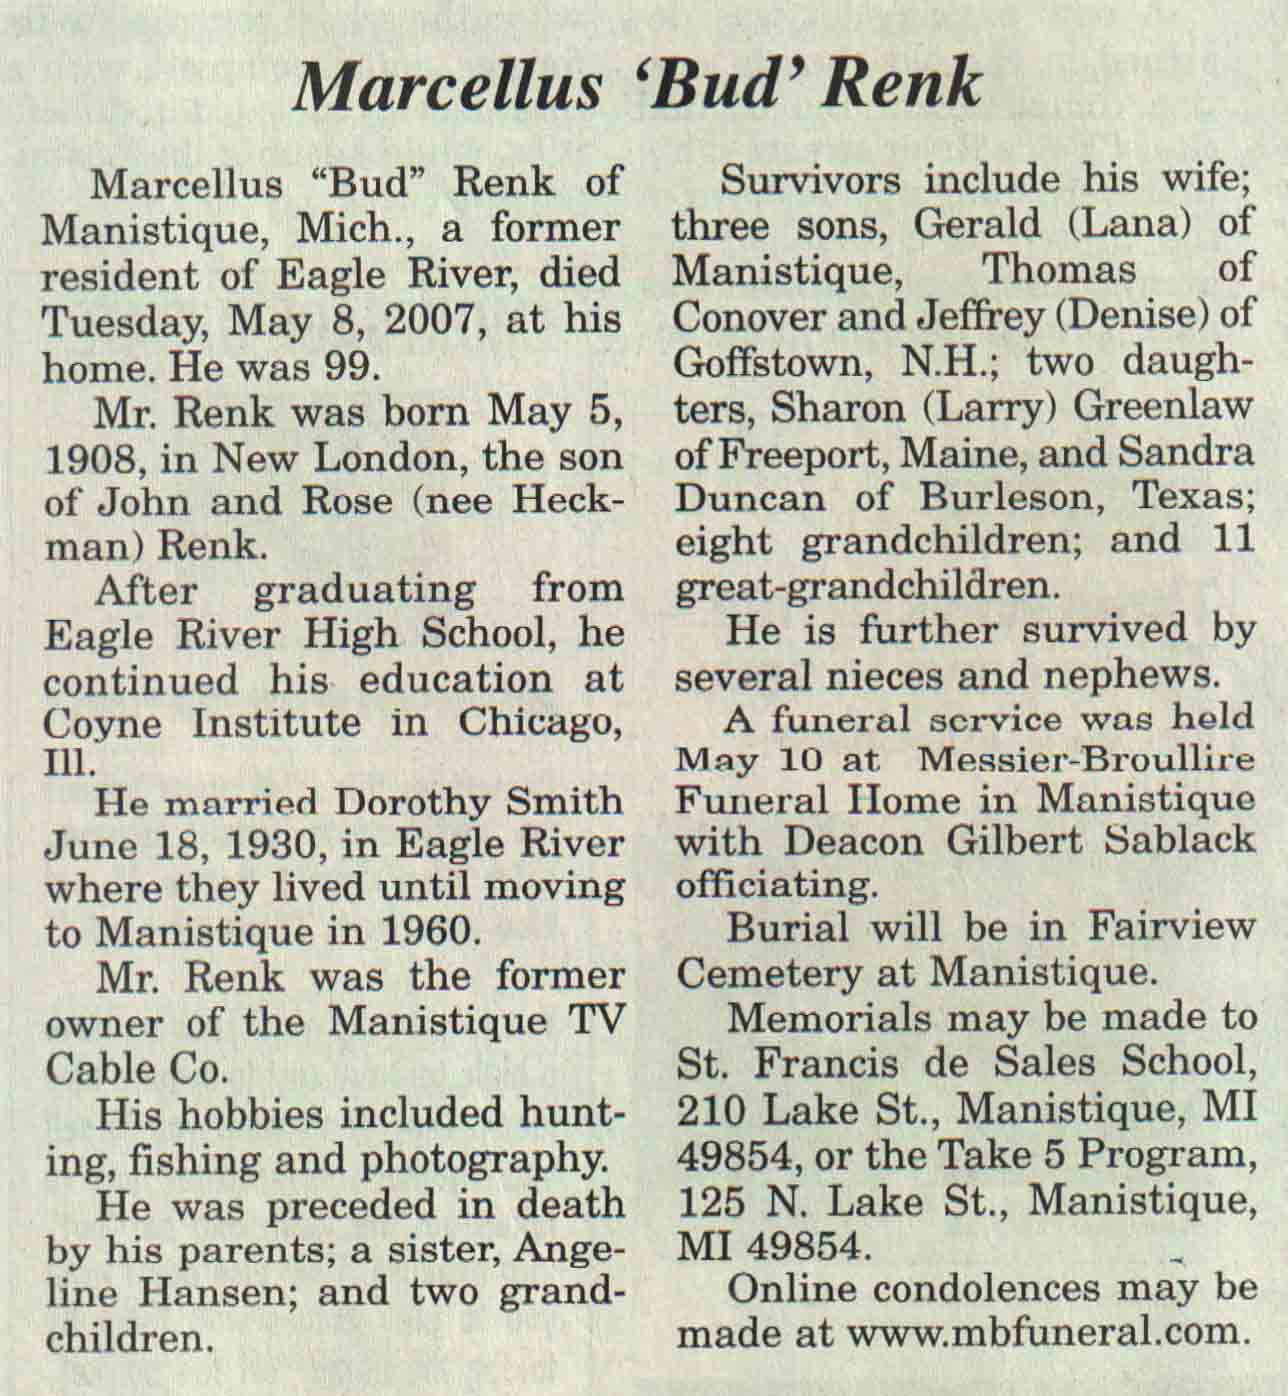 Marcellus ‘Bud’ Renk
Marcellus “Bud” Renk of
Manistique, Mich., a former
resident of Eagle River, died
Tuesday, May 8, 2007, at his
home. He was 99.
Mr. Renk was born May 5,
1908, in New London, the son
of John and Rose (nee Heck-
man) Renk.
After graduating from
Eagle River High School, he
continued his education at
Coyne Institute in Chicago,
Ill.
He married Dorothy Smith
June 18, 1930, in Eagle River
where they lived until moving
to Manistique in 1960.
Mr. Renk was the former
owner of the Manistique TV
Cable Co.
His hobbies included hunt-
ing, fishing and photography.
He was preceded in death
by his parents; a sister, Ange-
line Hansen; and two grand-
children.
Survivors include his wife;
three sons, Gerald (Lana) of
Manistique, Thomas of
Conover and Jeffrey (Denise) of
Goffstown, N.H.; two daugh-
ters, Sharon (Larry) Greenlaw
of Freeport, Maine, and Sandra
Duncan of Burleson, Texas;
eight grandchildren; and 11
great-grandchildren.
He is further survived by
several nieces and nephews.
A funeral service was held
May 10 at Messier-Broullire
Funeral Home in Manistique
with Deacon Gilbert Sablack
officiating.
Burial will be in Fairview
Cemetery at Manistique.
Memorials may be made to
St. Francis de Sales School,
210 Lake St., Manistique, MI
49854, or the Take 5 Program,
125 N. Lake St., Manistique,
MI 49854.
Online condolences may be
made at www.mbfuneral.com.